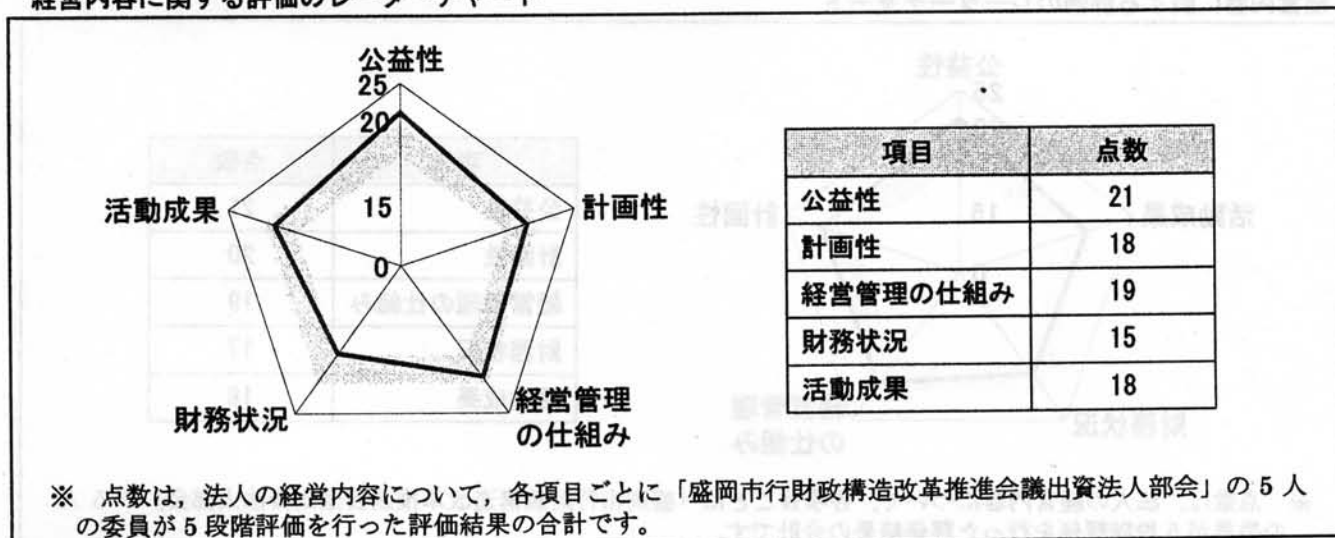 経営内容に関する評価のレーダーチャート
公益性
25
20
15
0
活動成果
計画性
財務状況
経営管理
の仕組み
項目 点数
公益性 21
計画性 18
経営管理の仕組み 19
財務状況 15
活動成果 18
※ 点数は，法人の経営内容について，各項目ごとに「盛岡市行財政構造改革推進会議出資法人部会」の５人
の委員が５段階評価を行った評価結果の合計です。